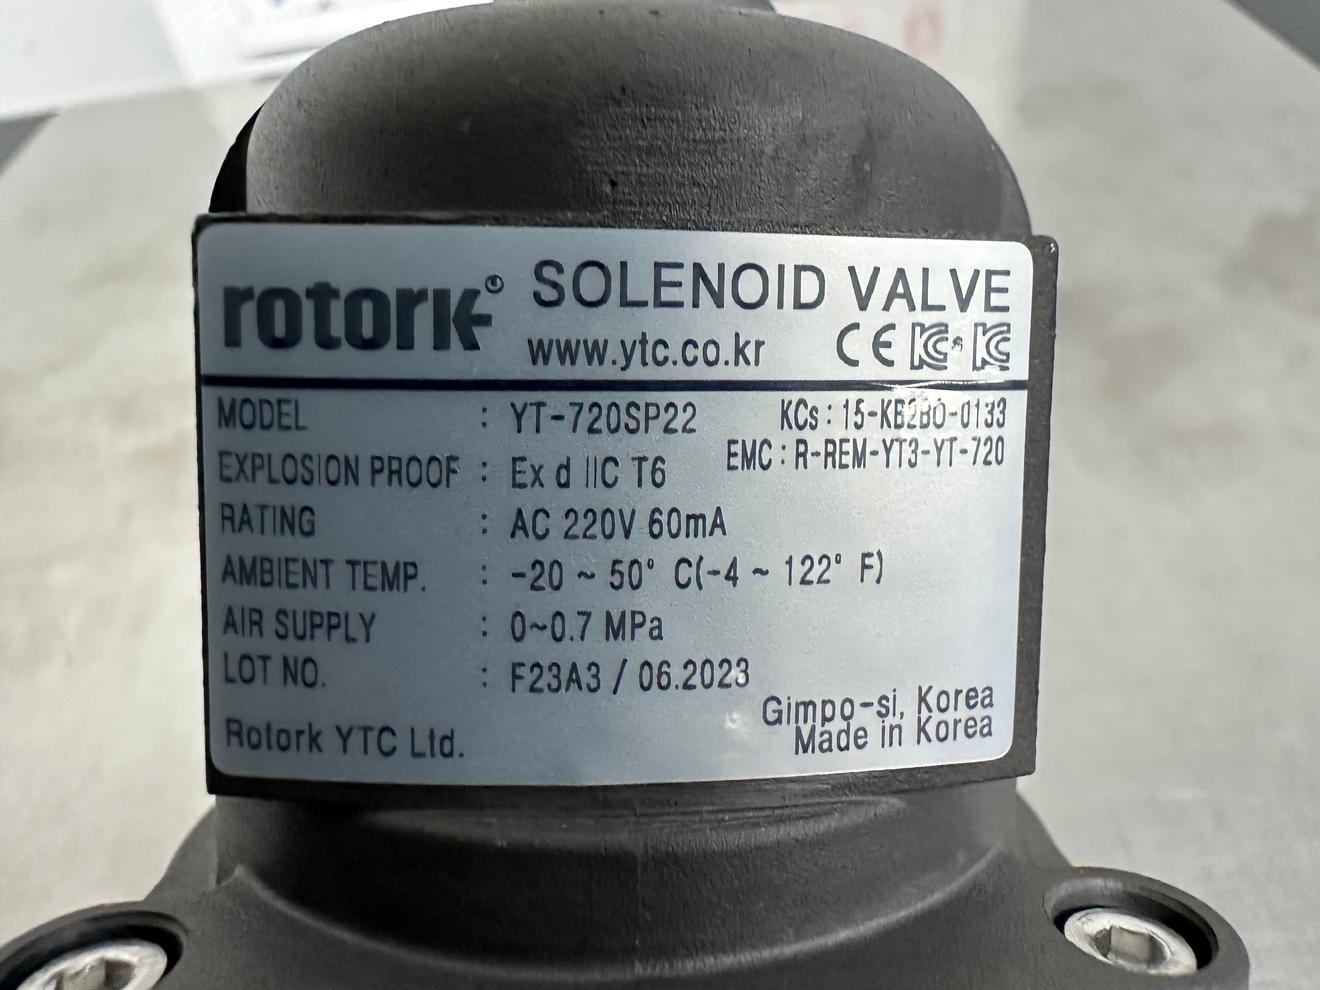 rotork® SOLENOID VALVE
www.ytc.co.kr CE KCs KC
MODEL : YT-720SP22 KCs : 15-KB2BO-0133
EXPLOSION PROOF : Ex d IIC T6 EMC : R-REM-YT3-YT-720
RATING : AC 220V 60mA
AMBIENT TEMP. : -20 ~ 50° C(-4 ~ 122° F)
AIR SUPPLY : 0~0.7 MPa
LOT NO. : F23A3 / 06.2023
Gimpo-si, Korea
Rotork YTC Ltd. Made in Korea